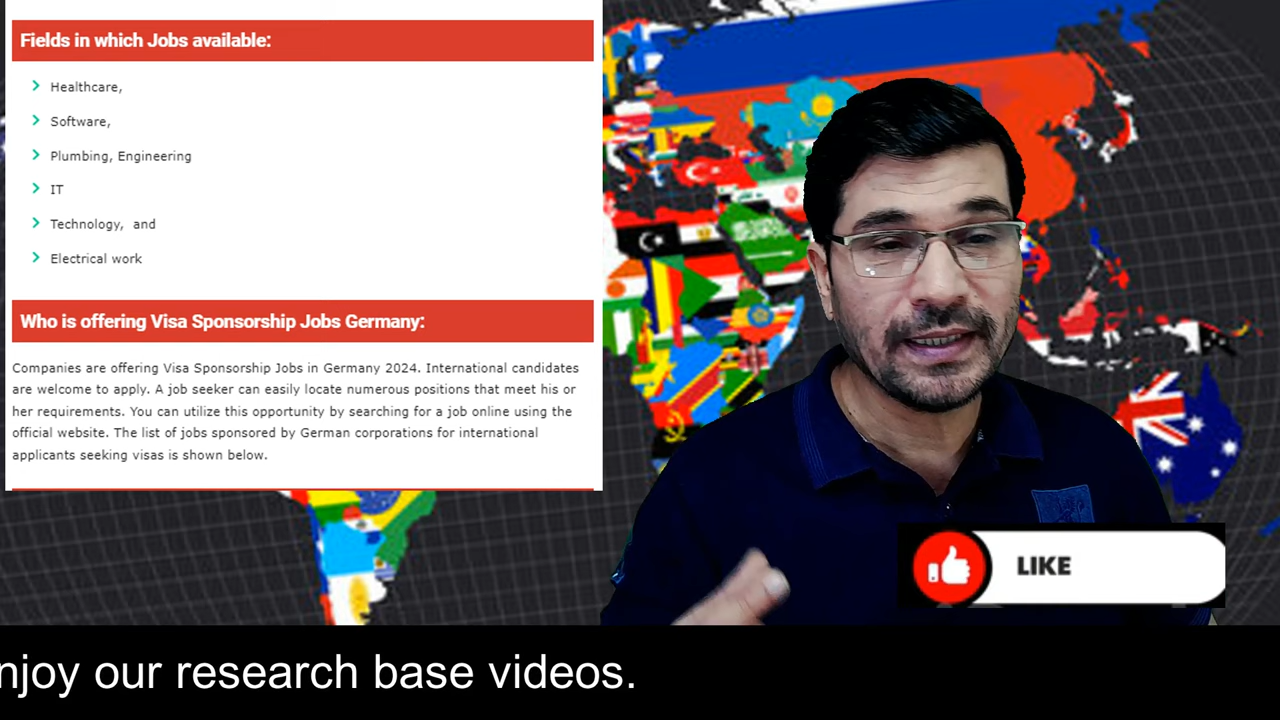 Fields in which Jobs available:
Healthcare,
Software,
Plumbing, Engineering
IT
Technology,  and
Electrical work
Who is offering Visa Sponsorship Jobs Germany:
Companies are offering Visa Sponsorship Jobs in Germany 2024. International candidates
are welcome to apply. A job seeker can easily locate numerous positions that meet his or
her requirements. You can utilize this opportunity by searching for a job online using the
official website. The list of jobs sponsored by German corporations for international
applicants seeking visas is shown below.
LIKE
njoy our research base videos.